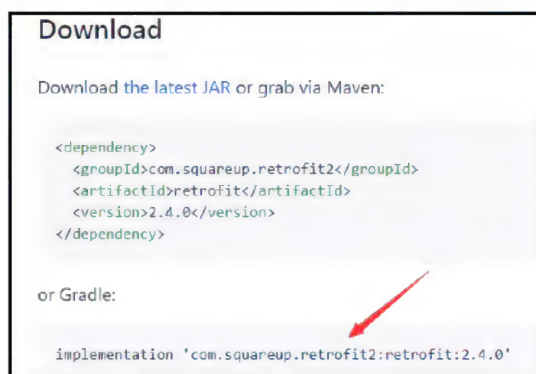 Download
Download the latest JAR or grab via Maven:
<dependency>
  <groupId>com.squareup.retrofit2</groupId>
  <artifactId>retrofit</artifactId>
  <version>2.4.0</version>
</dependency>
or Gradle:
implementation 'com.squareup.retrofit2:retrofit:2.4.0'